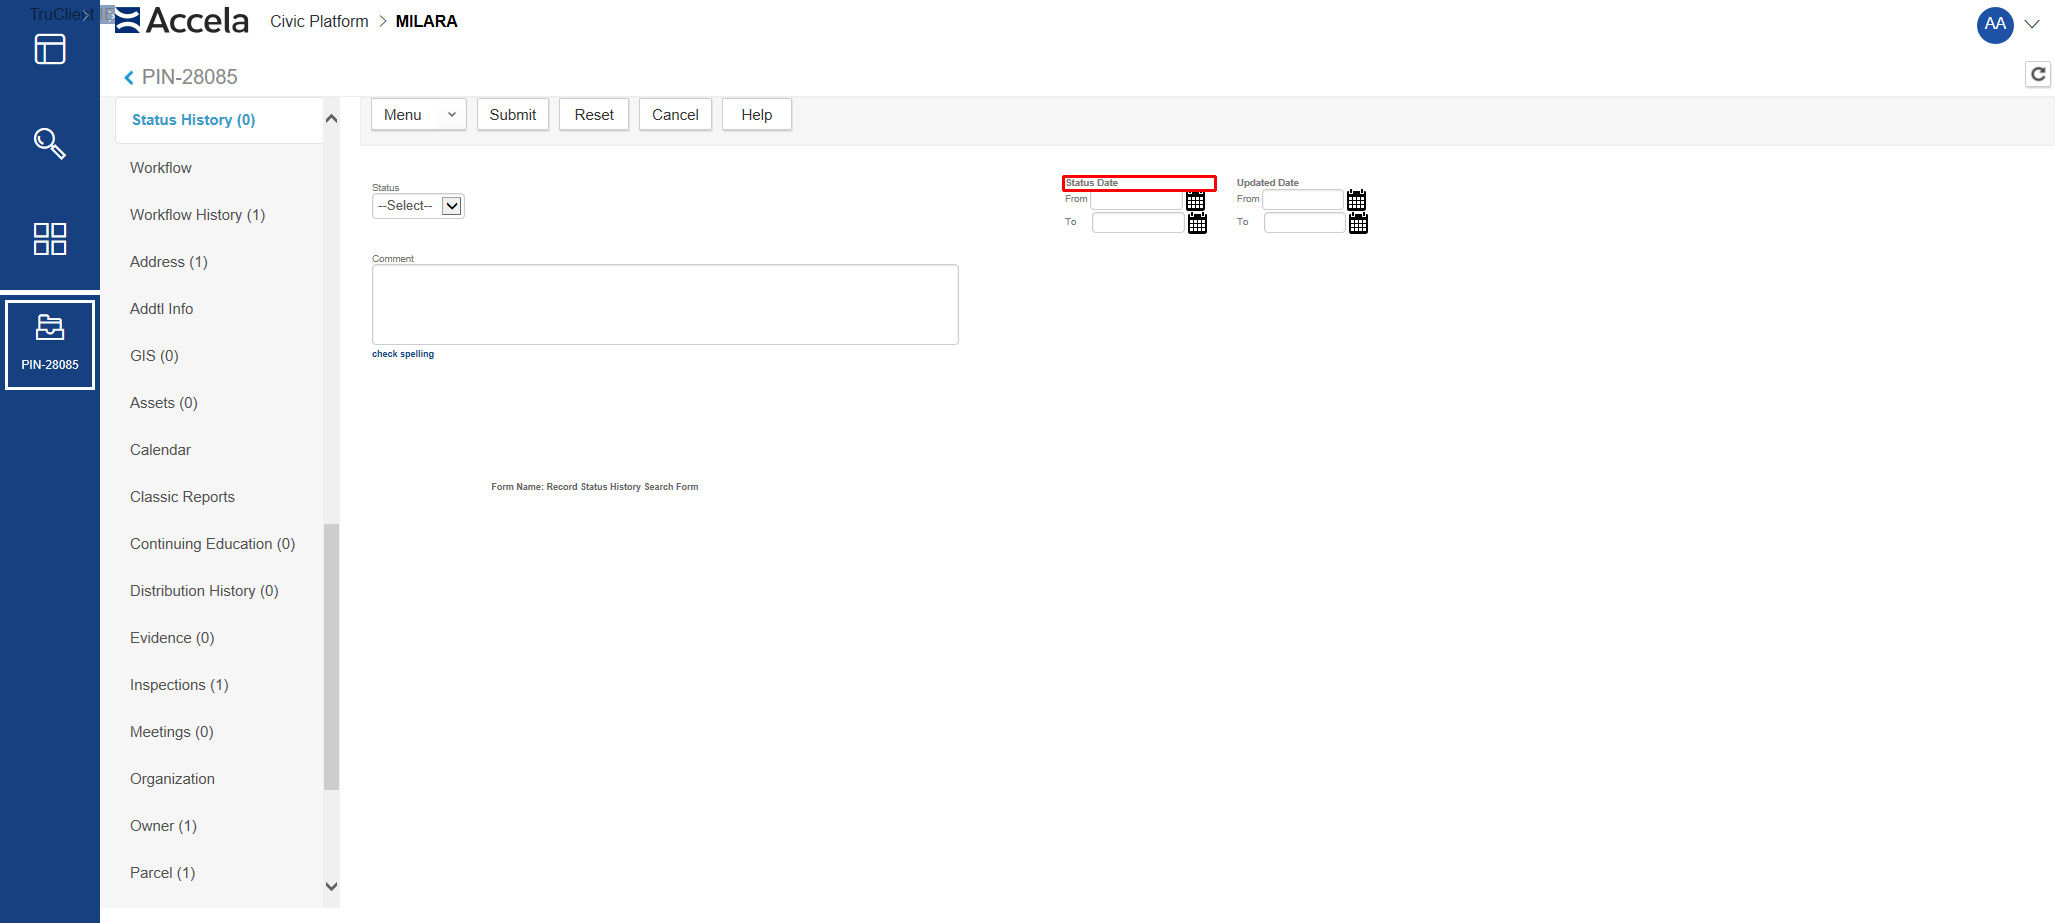 TruClient
Accela
Civic Platform > MILARA
AA
PIN-28085
Status History (0)
Menu
Submit
Reset
Cancel
Help
Workflow
Workflow History (1)
Address (1)
Addtl Info
GIS (0)
Assets (0)
Calendar
Classic Reports
Continuing Education (0)
Distribution History (0)
Evidence (0)
Inspections (1)
Meetings (0)
Organization
Owner (1)
Parcel (1)
PIN-28085
Status
--Select--
Status Date
From
To
Updated Date
From
To
Comment
check spelling
Form Name: Record Status History Search Form